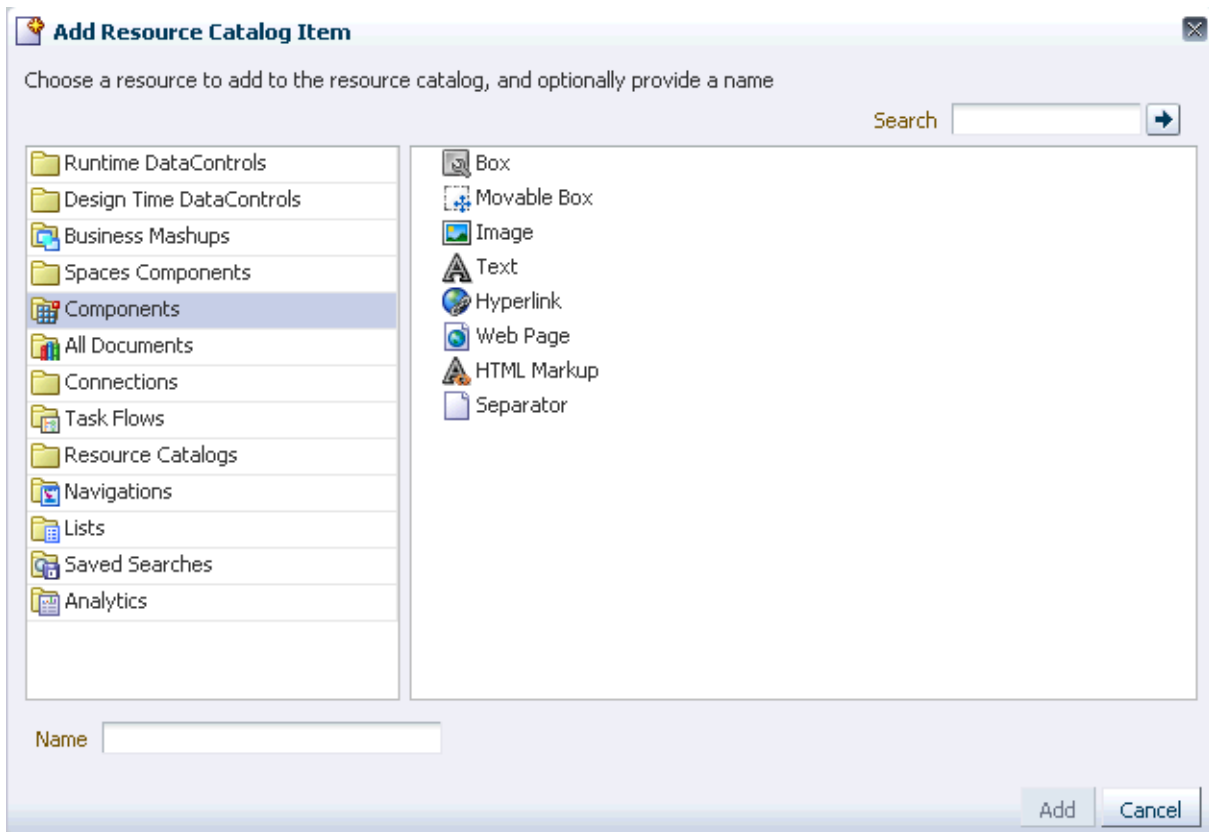 Add Resource Catalog Item
Choose a resource to add to the resource catalog, and optionally provide a name
Search
Runtime DataControls
Design Time DataControls
Business Mashups
Spaces Components
Components
All Documents
Connections
Task Flows
Resource Catalogs
Navigations
Lists
Saved Searches
Analytics
Box
Movable Box
Image
Text
Hyperlink
Web Page
HTML Markup
Separator
Name
Add
Cancel